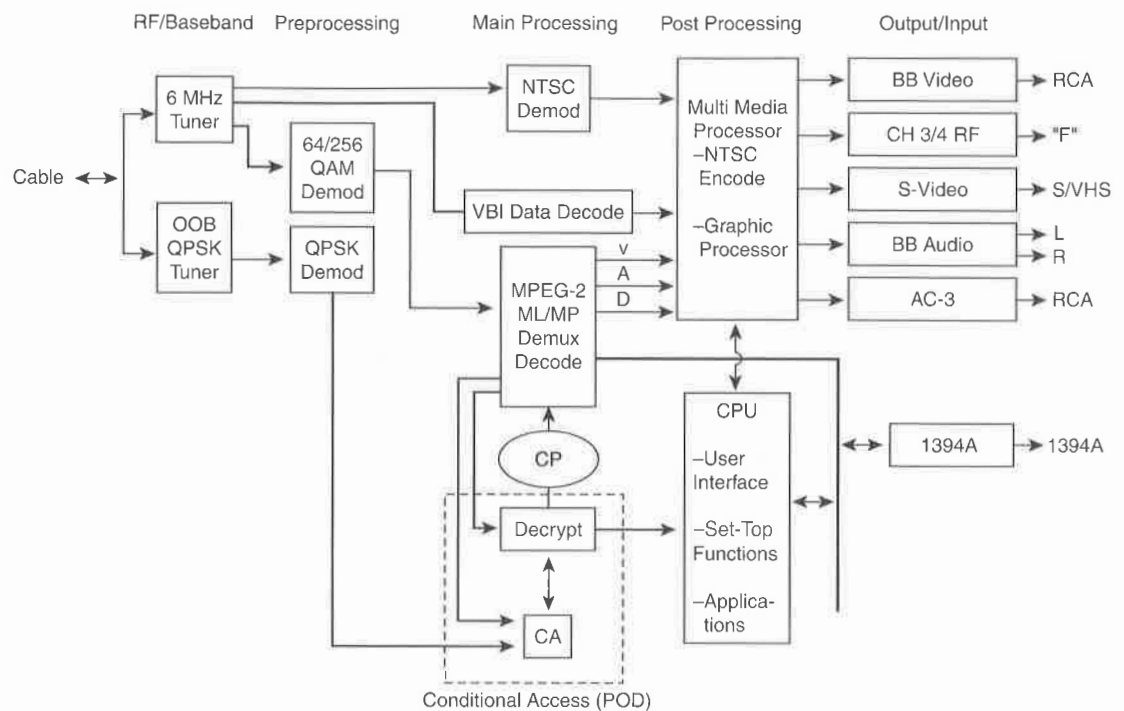 RF/Baseband
Preprocessing
Main Processing
Post Processing
Output/Input
Cable
6 MHz
Tuner
OOB
QPSK
Tuner
64/256
QAM
Demod
QPSK
Demod
NTSC
Demod
VBI Data Decode
MPEG-2
ML/MP
Demux
Decode
v
A
D
CP
Decrypt
CA
Conditional Access (POD)
Multi Media
Processor
–NTSC
Encode
–Graphic
Processor
CPU
–User
Interface
–Set-Top
Functions
–Applica-
tions
BB Video
RCA
CH 3/4 RF
"F"
S-Video
S/VHS
BB Audio
L
R
AC-3
RCA
1394A
1394A